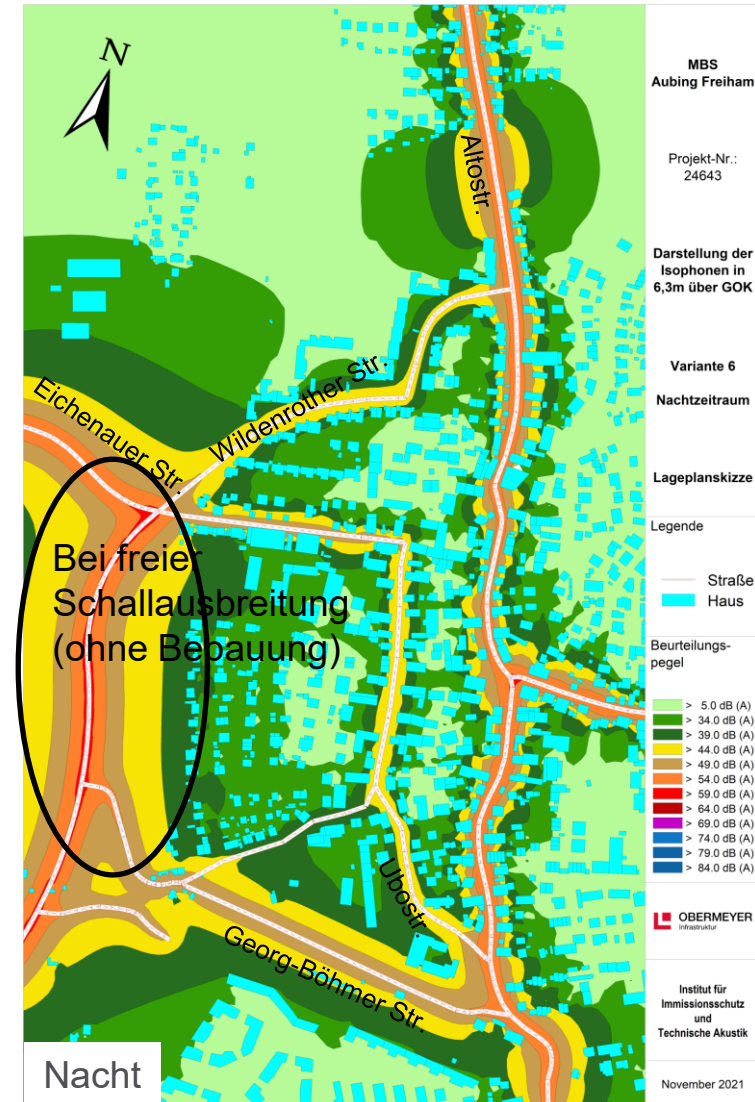 N
Altostr.
Wildenrother Str.
Eichenauer Str.
Bei freier
Schallausbreitung
(ohne Bebauung)
Ubostr.
Georg-Böhmer Str.
Nacht
MBS
Aubing Freiham
Projekt-Nr.:
24643
Darstellung der
Isophonen in
6,3m über GOK
Variante 6
Nachtzeitraum
Lageplanskizze
Legende
Straße
Haus
Beurteilungs-
pegel
> 5.0 dB (A)
> 34.0 dB (A)
> 39.0 dB (A)
> 44.0 dB (A)
> 49.0 dB (A)
> 54.0 dB (A)
> 59.0 dB (A)
> 64.0 dB (A)
> 69.0 dB (A)
> 74.0 dB (A)
> 79.0 dB (A)
> 84.0 dB (A)
OBERMEYER
Infrastruktur
Institut für
Immissionsschutz
und
Technische Akustik
November 2021